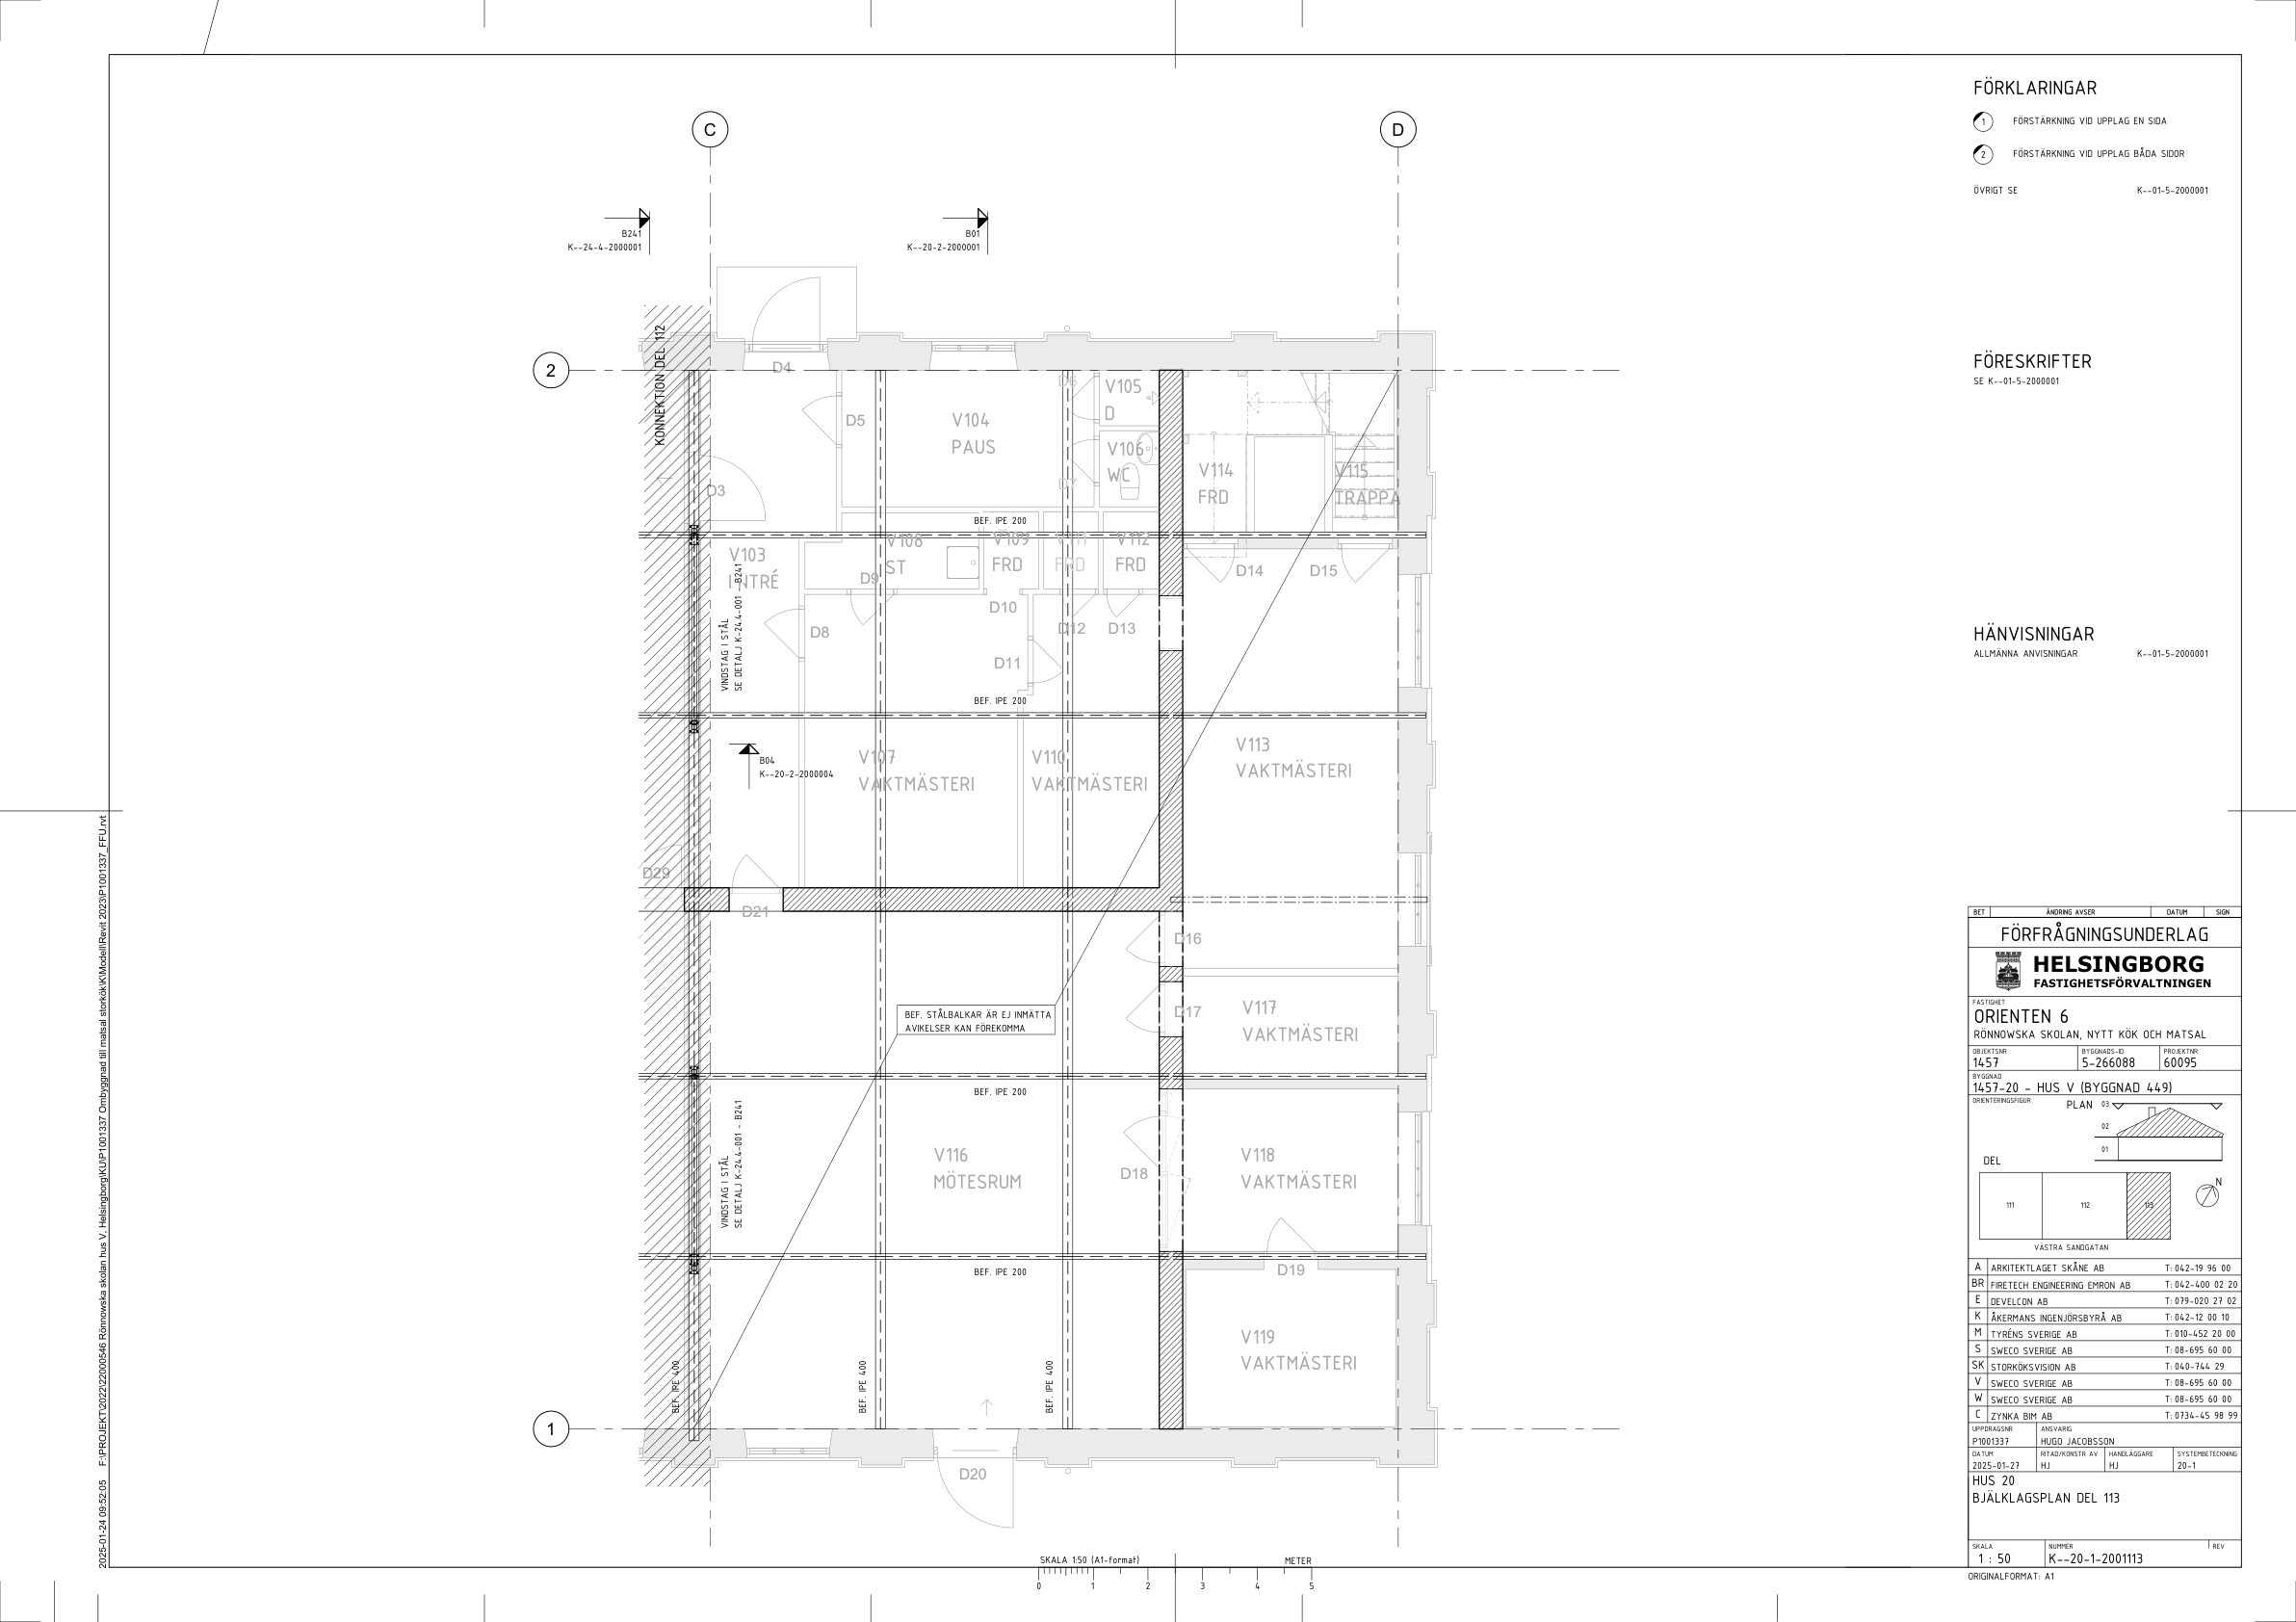 C
D
B241
K--24-4-2000001
B01
K--20-2-2000001
KONNEKTION DEL 112
2
D4
D5
V104
PAUS
D6
V105
D
V106
WC
D7
V114
FRD
V115
TRAPPA
D3
BEF. IPE 200
V103
ENTRÉ
V108
ST
V109
FRD
V111
FRD
V112
FRD
D14
D15
D9
D10
D8
D12
D13
D11
VINDSTAG I STÅL
SE DETALJ K-24.4-001 -B241
BEF. IPE 200
B04
K--20-2-2000004
V107
VAKTMÄSTERI
V110
VAKTMÄSTERI
V113
VAKTMÄSTERI
D29
D21
D16
D17
V117
VAKTMÄSTERI
BEF. STÅLBALKAR ÄR EJ INMÄTTA
AVIKELSER KAN FÖREKOMMA
BEF. IPE 200
VINDSTAG I STÅL
SE DETALJ K-24.4-001 - B241
V116
MÖTESRUM
D18
V118
VAKTMÄSTERI
BEF. IPE 200
D19
V119
VAKTMÄSTERI
BEF. IPE 400
BEF. IPE 400
BEF. IPE 400
1
D20
SKALA 1:50 (A1-format)
METER
0 1 2 3 4 5
2025-01-24 09:52:05 F:\PROJEKT\2022\22000546 Rönnowska skolan hus V. Helsingborg\KU\P1001337 Ombyggnad till matsal storkök\K\Modell\Revit 2023\P1001337_FFU.rvt
FÖRKLARINGAR
1 FÖRSTÄRKNING VID UPPLAG EN SIDA
2 FÖRSTÄRKNING VID UPPLAG BÅDA SIDOR
ÖVRIGT SE K--01-5-2000001
FÖRESKRIFTER
SE K--01-5-2000001
HÄNVISNINGAR
ALLMÄNNA ANVISNINGAR K--01-5-2000001
BET ÄNDRING AVSER DATUM SIGN
FÖRFRÅGNINGSUNDERLAG
HELSINGBORG
FASTIGHETSFÖRVALTNINGEN
FASTIGHET
ORIENTEN 6
RÖNNOWSKA SKOLAN, NYTT KÖK OCH MATSAL
OBJEKTSNR BYGGNADS-ID PROJEKTNR
1457 5-266088 60095
BYGGNAD
1457-20 - HUS V (BYGGNAD 449)
ORIENTERINGSFIGUR
PLAN 03
02
01
DEL
N
111 112 113
VÄSTRA SANDGATAN
A ARKITEKTLAGET SKÅNE AB T: 042-19 96 00
BR FIRETECH ENGINEERING EMRON AB T: 042-400 02 20
E DEVELCON AB T: 079-020 27 02
K ÅKERMANS INGENJÖRSBYRÅ AB T: 042-12 00 10
M TYRÉNS SVERIGE AB T: 010-452 20 00
S SWECO SVERIGE AB T: 08-695 60 00
SK STORKÖKSVISION AB T: 040-744 29
V SWECO SVERIGE AB T: 08-695 60 00
W SWECO SVERIGE AB T: 08-695 60 00
C ZYNKA BIM AB T: 0734-45 98 99
UPPDRAGSNR ANSVARIG
P1001337 HUGO JACOBSSON
DATUM RITAD/KONSTR AV HANDLÄGGARE SYSTEMBETECKNING
2025-01-27 HJ HJ 20-1
HUS 20
BJÄLKLAGSPLAN DEL 113
SKALA NUMMER REV
1 : 50 K--20-1-2001113
ORIGINALFORMAT: A1